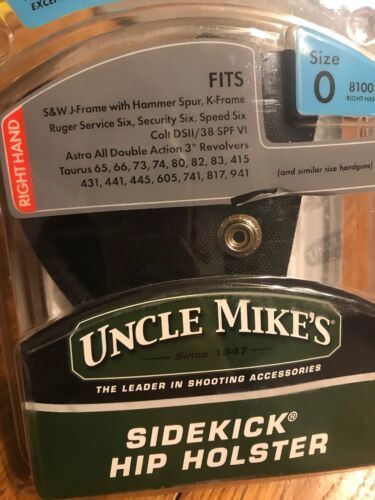 EXCE
Size
0
8100
RIGHT HAN
RIGHT HAND
FITS
S&W J-Frame with Hammer Spur, K-Frame
Ruger Service Six, Security Six, Speed Six
Colt DSII/38 SPF VI
Astra All Double Action 3" Revolvers
Taurus 65, 66, 73, 74, 80, 82, 83, 415
431, 441, 445, 605, 741, 817, 941
(and similar size handguns)
UNCLE
UNCLE MIKE'S®
Since 1947
THE LEADER IN SHOOTING ACCESSORIES
SIDEKICK®
HIP HOLSTER